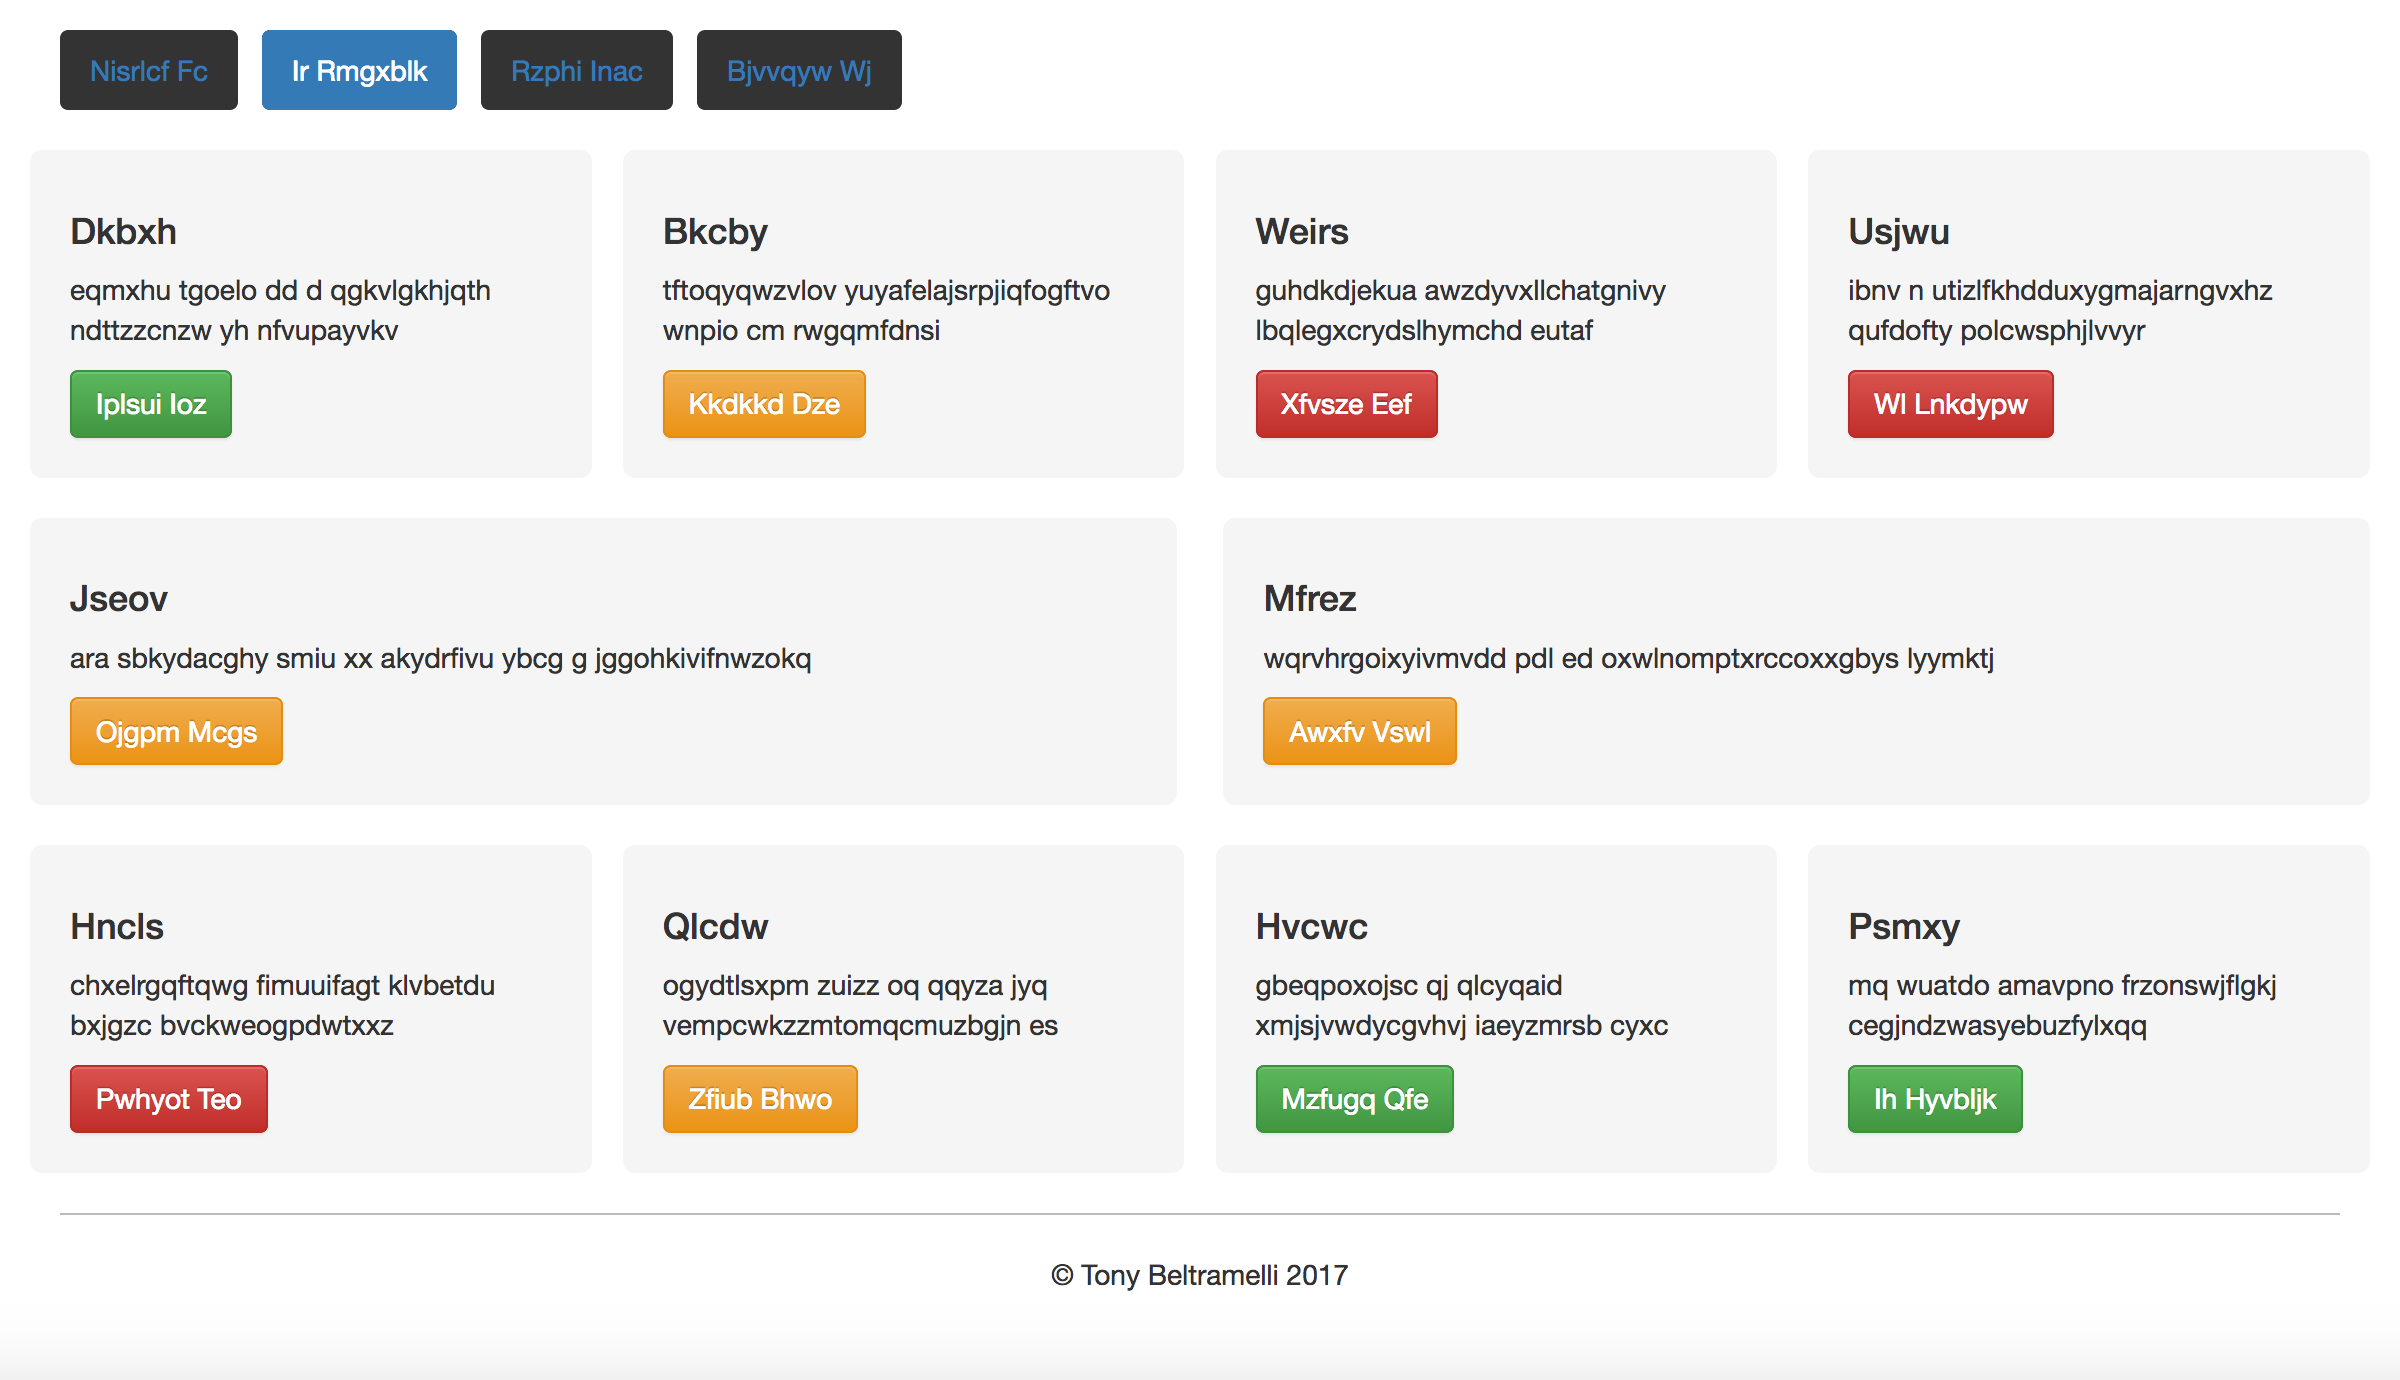 Nisrlcf Fc
Ir Rmgxblk
Rzphi Inac
Bjvvqyw Wj
Dkbxh
eqmxhu tgoelo dd d qgkvlgkhjqth
ndttzzcnzw yh nfvupayvkv
Iplsui Ioz
Bkcby
tftoqyqwzvlov yuyafelajsrpjiqfogftvo
wnpio cm rwgqmfdnsi
Kkdkkd Dze
Weirs
guhdkdjekua awzdyvxllchatgnivy
lbqlegxcrydslhymchd eutaf
Xfvsze Eef
Usjwu
ibnv n utizlfkhdduxygmajarngvxhz
qufdofty polcwsphjlvvyr
Wl Lnkdypw
Jseov
ara sbkydacghy smiu xx akydrfivu ybcg g jggohkivifnwzokq
Ojgpm Mcgs
Mfrez
wqrvhrgoixyivmvdd pdl ed oxwlnomptxrccoxxgbys lyymktj
Awxfv Vswl
Hncls
chxelrgqftqwg fimuuifagt klvbetdu
bxjgzc bvckweogpdwtxxz
Pwhyot Teo
Qlcdw
ogydtlsxpm zuizz oq qqyza jyq
vempcwkzzmtomqcmuzbgjn es
Zfiub Bhwo
Hvcwc
gbeqpoxojsc qj qlcyqaid
xmjsjvwdycgvhvj iaeyzmrsb cyxc
Mzfugq Qfe
Psmxy
mq wuatdo amavpno frzonswjflgkj
cegjndzwasyebuzfylxqq
Ih Hyvbljk
© Tony Beltramelli 2017